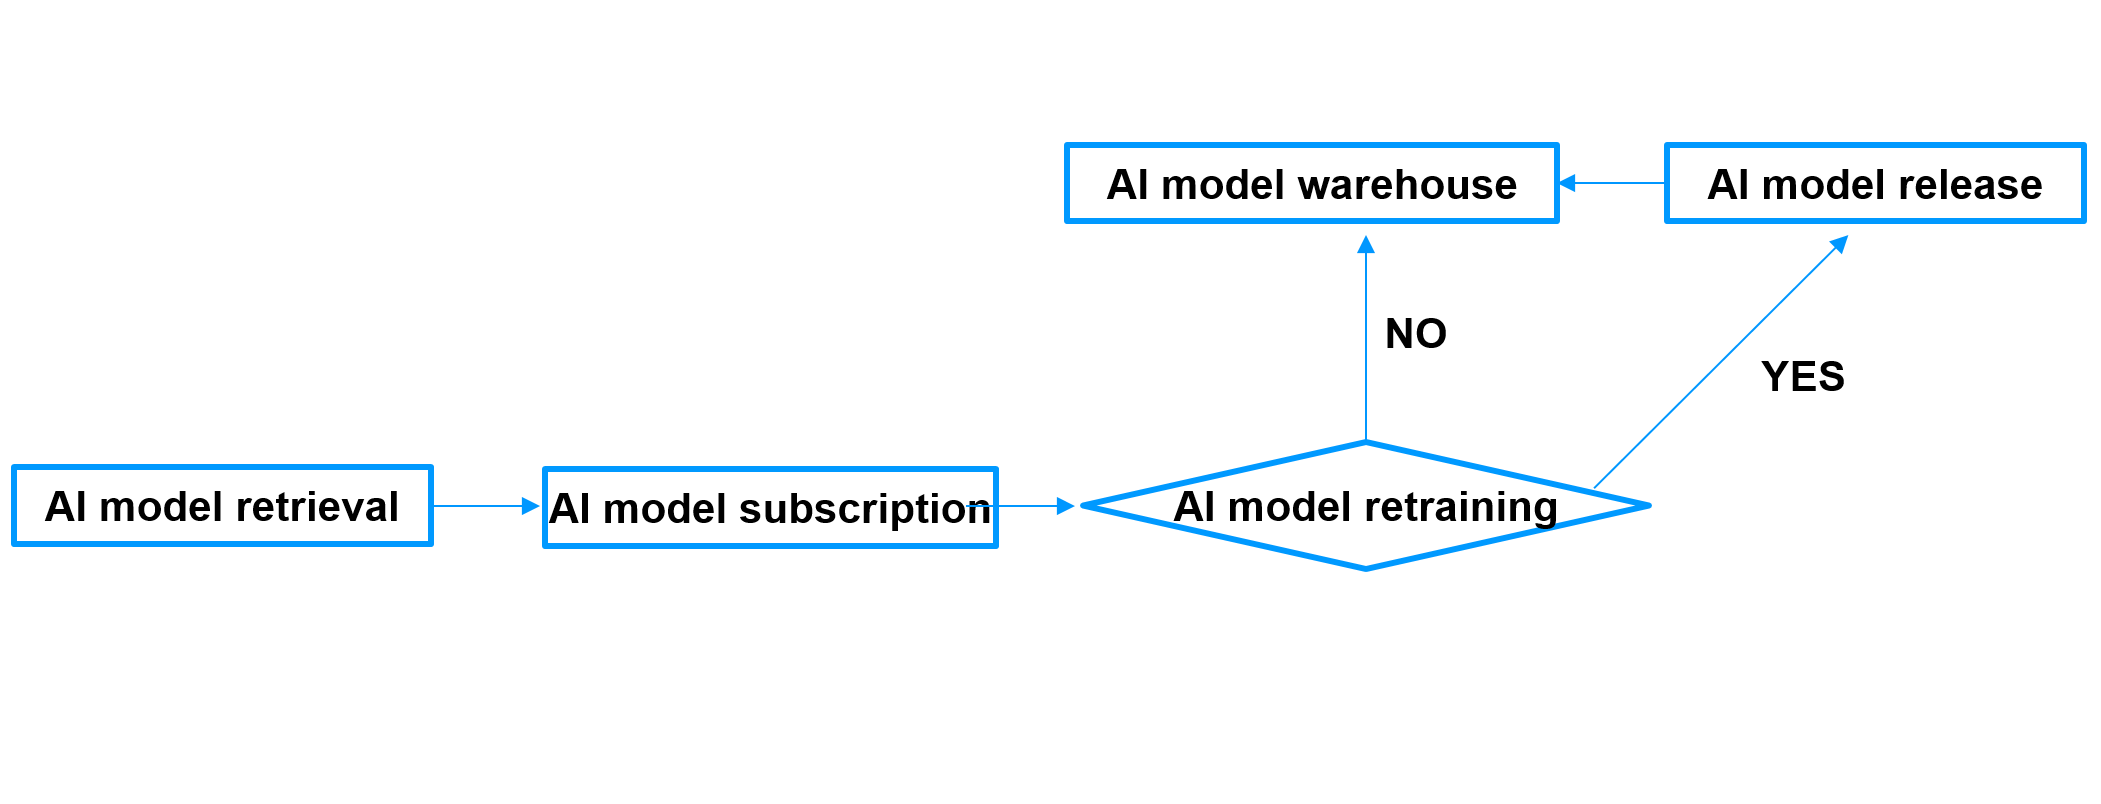 AI model warehouse
AI model release
NO
YES
AI model retrieval
AI model subscription
AI model retraining